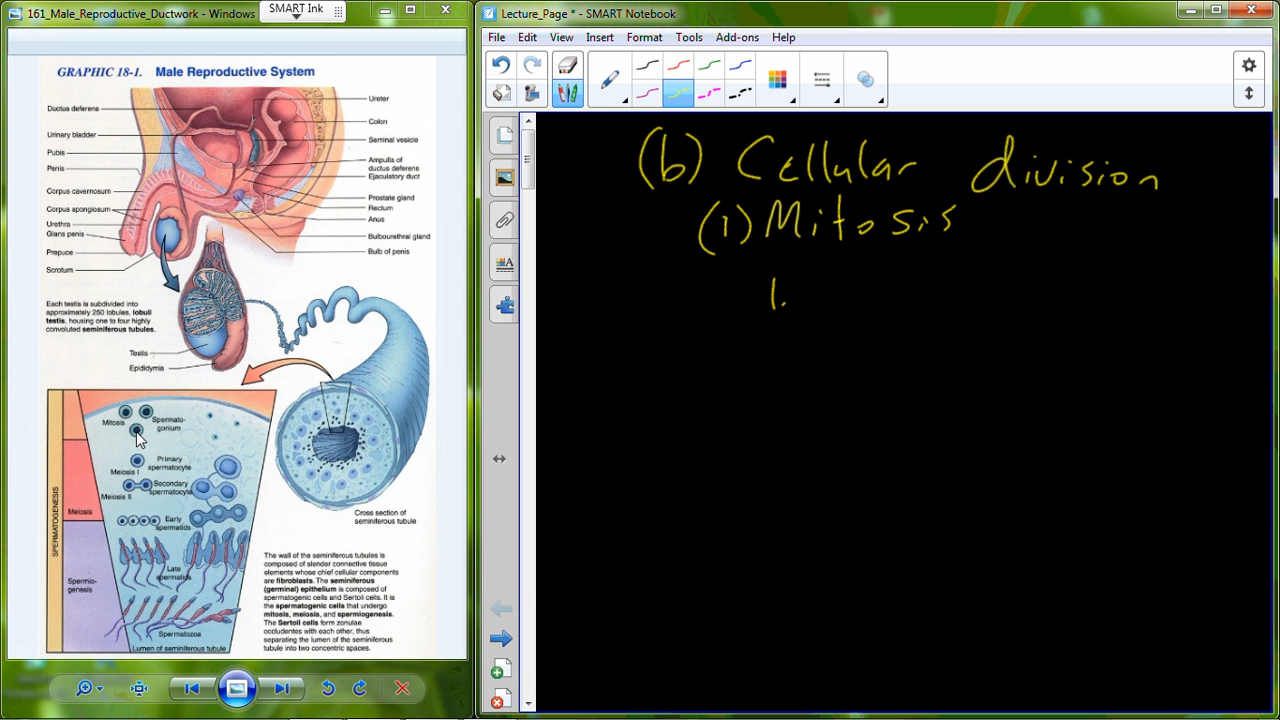 161_Male_Reproductive_Ductwork - Windows
SMART Ink
GRAPHIC 18-1. Male Reproductive System
Ductus deferens
Urinary bladder
Pubis
Penis
Corpus cavernosum
Corpus spongiosum
Urethra
Glans penis
Prepuce
Scrotum
Ureter
Colon
Seminal vesicle
Ampulla of
ductus deferens
Ejaculatory duct
Prostate gland
Rectum
Anus
Bulbourethral gland
Bulb of penis
Each testis is subdivided into
approximately 250 lobules, lobuli
testis, housing one to four highly
convoluted seminiferous tubules.
Testis
Epididymis
SPERMATOGENESIS
Meiosis
Spermio-
genesis
Mitosis
Spermato-
gonium
Primary
spermatocyte
Meiosis I
Secondary
spermatocyte
Meiosis II
Early
spermatids
Late
spermatids
Spermatozoa
Lumen of seminiferous tubule
Cross section of
seminiferous tubule
The wall of the seminiferous tubules is
composed of slender connective tissue
elements whose chief cellular components
are fibroblasts. The seminiferous
(germinal) epithelium is composed of
spermatogenic cells and Sertoli cells. It is
the spermatogenic cells that undergo
mitosis, meiosis, and spermiogenesis.
The Sertoli cells form zonulae
occludentes with each other, thus
separating the lumen of the seminiferous
tubule into two concentric spaces.
Lecture_Page * - SMART Notebook
File Edit View Insert Format Tools Add-ons Help
(b) Cellular division
(1) Mitosis
1.